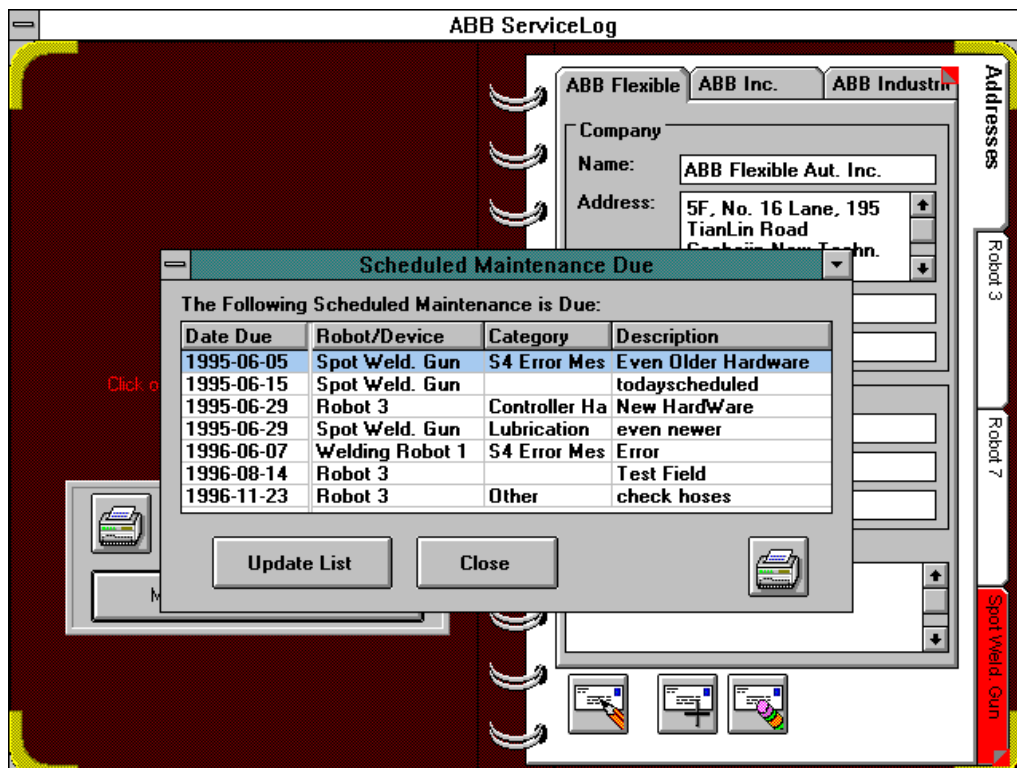 ABB ServiceLog
ABB Flexible ABB Inc. ABB Industri
Company
Name: ABB Flexible Aut. Inc.
Address: 5F, No. 16 Lane, 195
TianLin Road
Addresses
Robot 3
Robot 7
Spot Weld. Gun
Click o
M
Scheduled Maintenance Due
The Following Scheduled Maintenance is Due:
Date Due Robot/Device Category Description
1995-06-05 Spot Weld. Gun S4 Error Mes Even Older Hardware
1995-06-15 Spot Weld. Gun todayscheduled
1995-06-29 Robot 3 Controller Ha New HardWare
1995-06-29 Spot Weld. Gun Lubrication even newer
1996-06-07 Welding Robot 1 S4 Error Mes Error
1996-08-14 Robot 3 Test Field
1996-11-23 Robot 3 Other check hoses
Update List Close